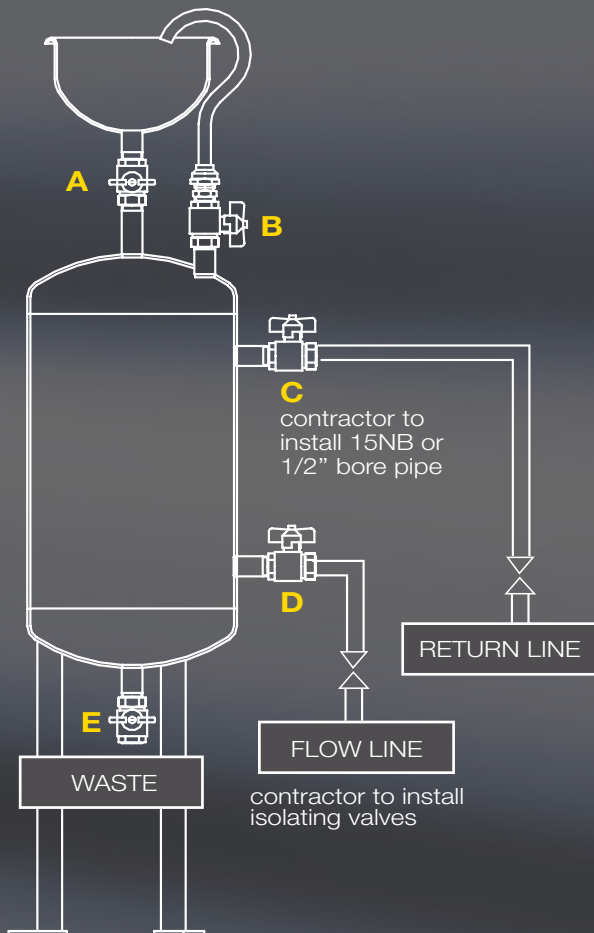 A
B
C
contractor to
install 15NB or
1/2” bore pipe
D
RETURN LINE
E
FLOW LINE
WASTE
contractor to install
isolating valves